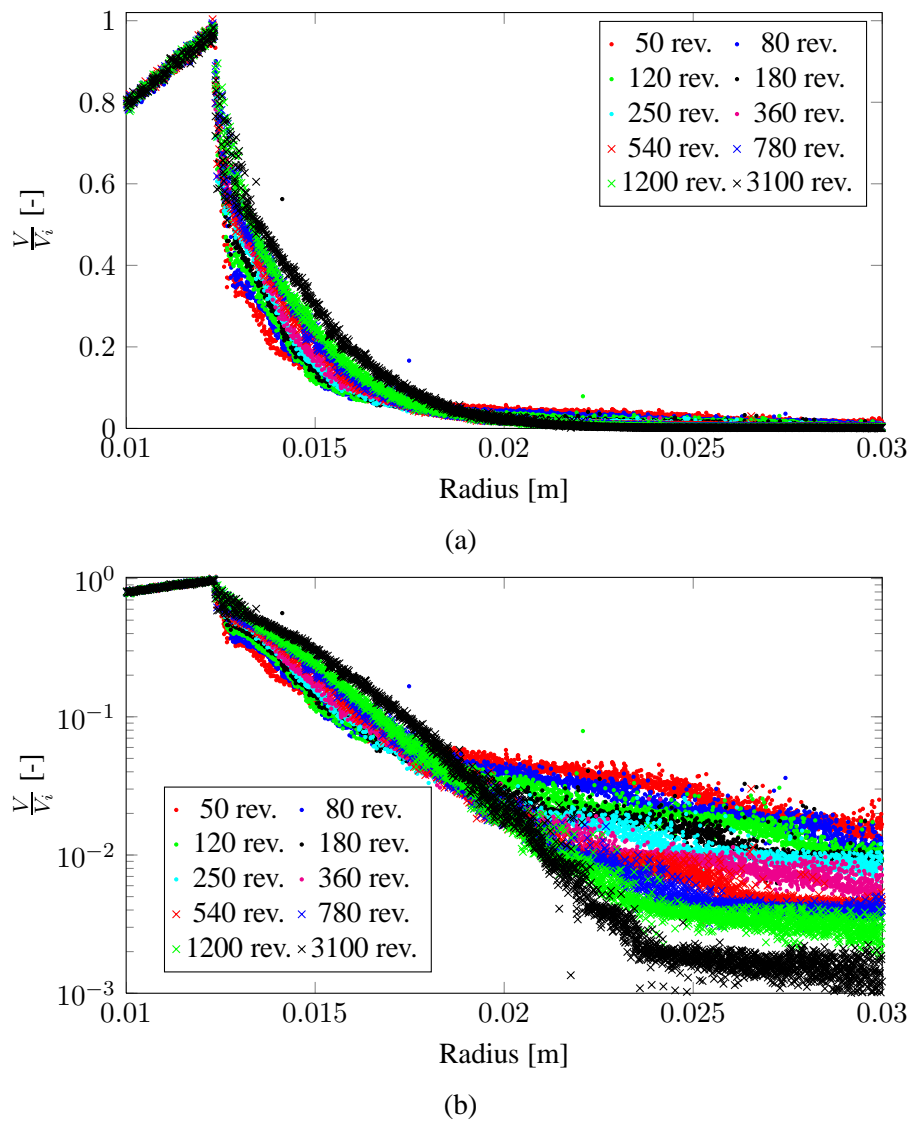 1
0.8
0.6
0.4
0.2
0
V/V_i [-]
50 rev. 80 rev.
120 rev. 180 rev.
250 rev. 360 rev.
540 rev. 780 rev.
1200 rev. 3100 rev.
0.01 0.015 0.02 0.025 0.03
Radius [m]
(a)
10^0
10^-1
10^-2
10^-3
V/V_i [-]
50 rev. 80 rev.
120 rev. 180 rev.
250 rev. 360 rev.
540 rev. 780 rev.
1200 rev. 3100 rev.
0.01 0.015 0.02 0.025 0.03
Radius [m]
(b)